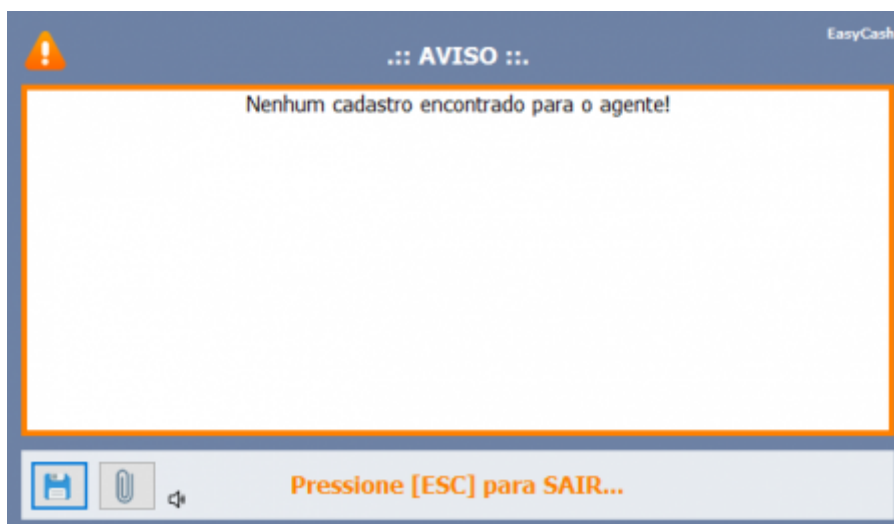 EasyCash
.:: AVISO ::.
Nenhum cadastro encontrado para o agente!
Pressione [ESC] para SAIR...